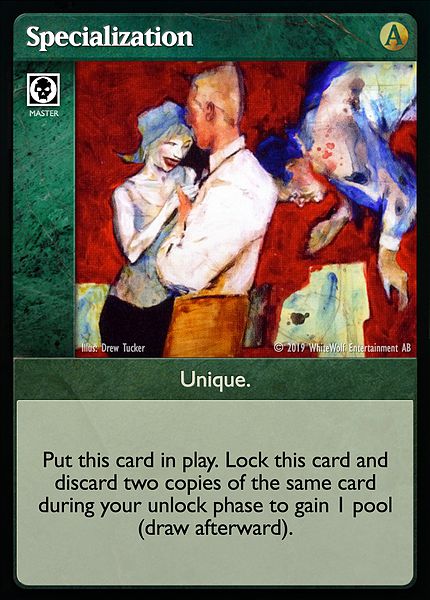 Specialization
A
MASTER
Illus: Drew Tucker
© 2019 WhiteWolf Entertainment AB
Unique.
Put this card in play. Lock this card and
discard two copies of the same card
during your unlock phase to gain 1 pool
(draw afterward).